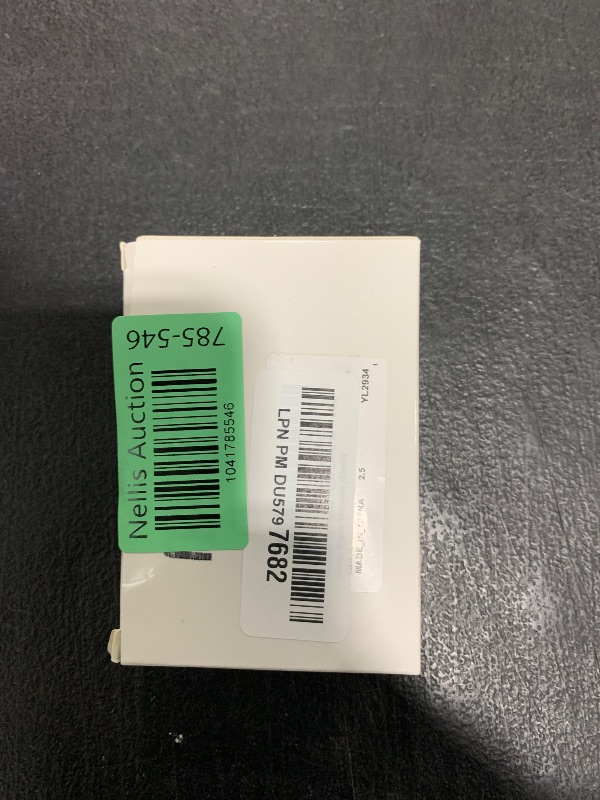 785-546
Nellis Auction
1041785546
LPN PM DU579 7682
YL2934
2.5